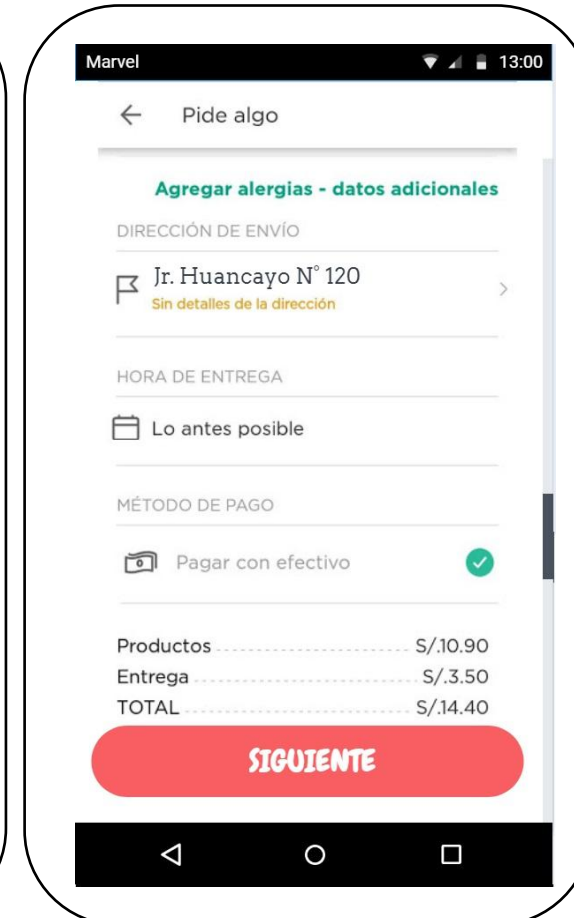 Marvel 13:00
Pide algo
Agregar alergias - datos adicionales
DIRECCIÓN DE ENVÍO
Jr. Huancayo N° 120
Sin detalles de la dirección
HORA DE ENTREGA
Lo antes posible
MÉTODO DE PAGO
Pagar con efectivo
Productos S/.10.90
Entrega S/.3.50
TOTAL S/.14.40
SIGUIENTE